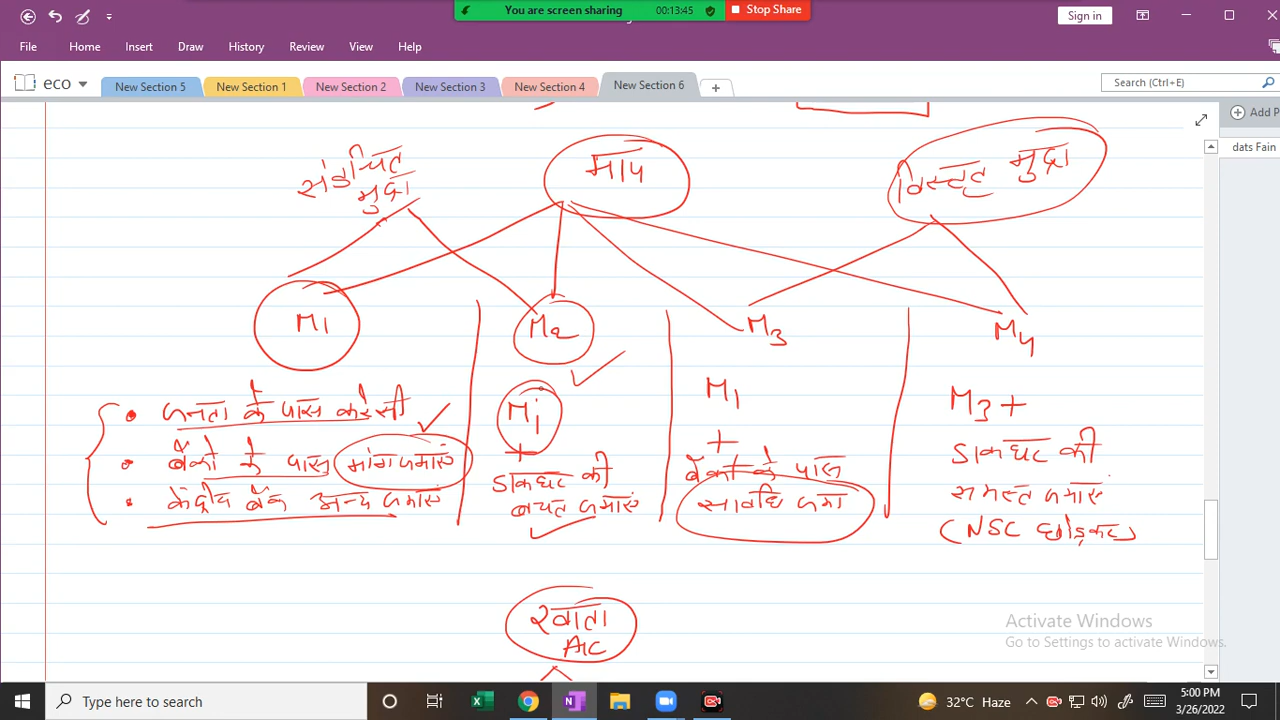 You are screen sharing 00:13:45 Stop Share
Sign in
File Home Insert Draw History Review View Help
eco New Section 5 New Section 1 New Section 2 New Section 3 New Section 4 New Section 6 Search (Ctrl+E)
Add P
dats Fain
संकुचित
मुद्रा
माप
विस्तृत मुद्रा
M1
M2
M3
M4
• जनता के पास करेंसी
• बैंकों के पास मांग जमाएं
• केंद्रीय बैंक अन्य जमाएं
M1
+
डाकघर की
बचत जमाएं
M1
+
बैंकों के पास
सावधि जमा
M3 +
डाकघर की
समस्त जमाएं
(NSC छोड़कर)
खाता
A/C
Activate Windows
Go to Settings to activate Windows.
Type here to search
32°C Haze
5:00 PM
3/26/2022